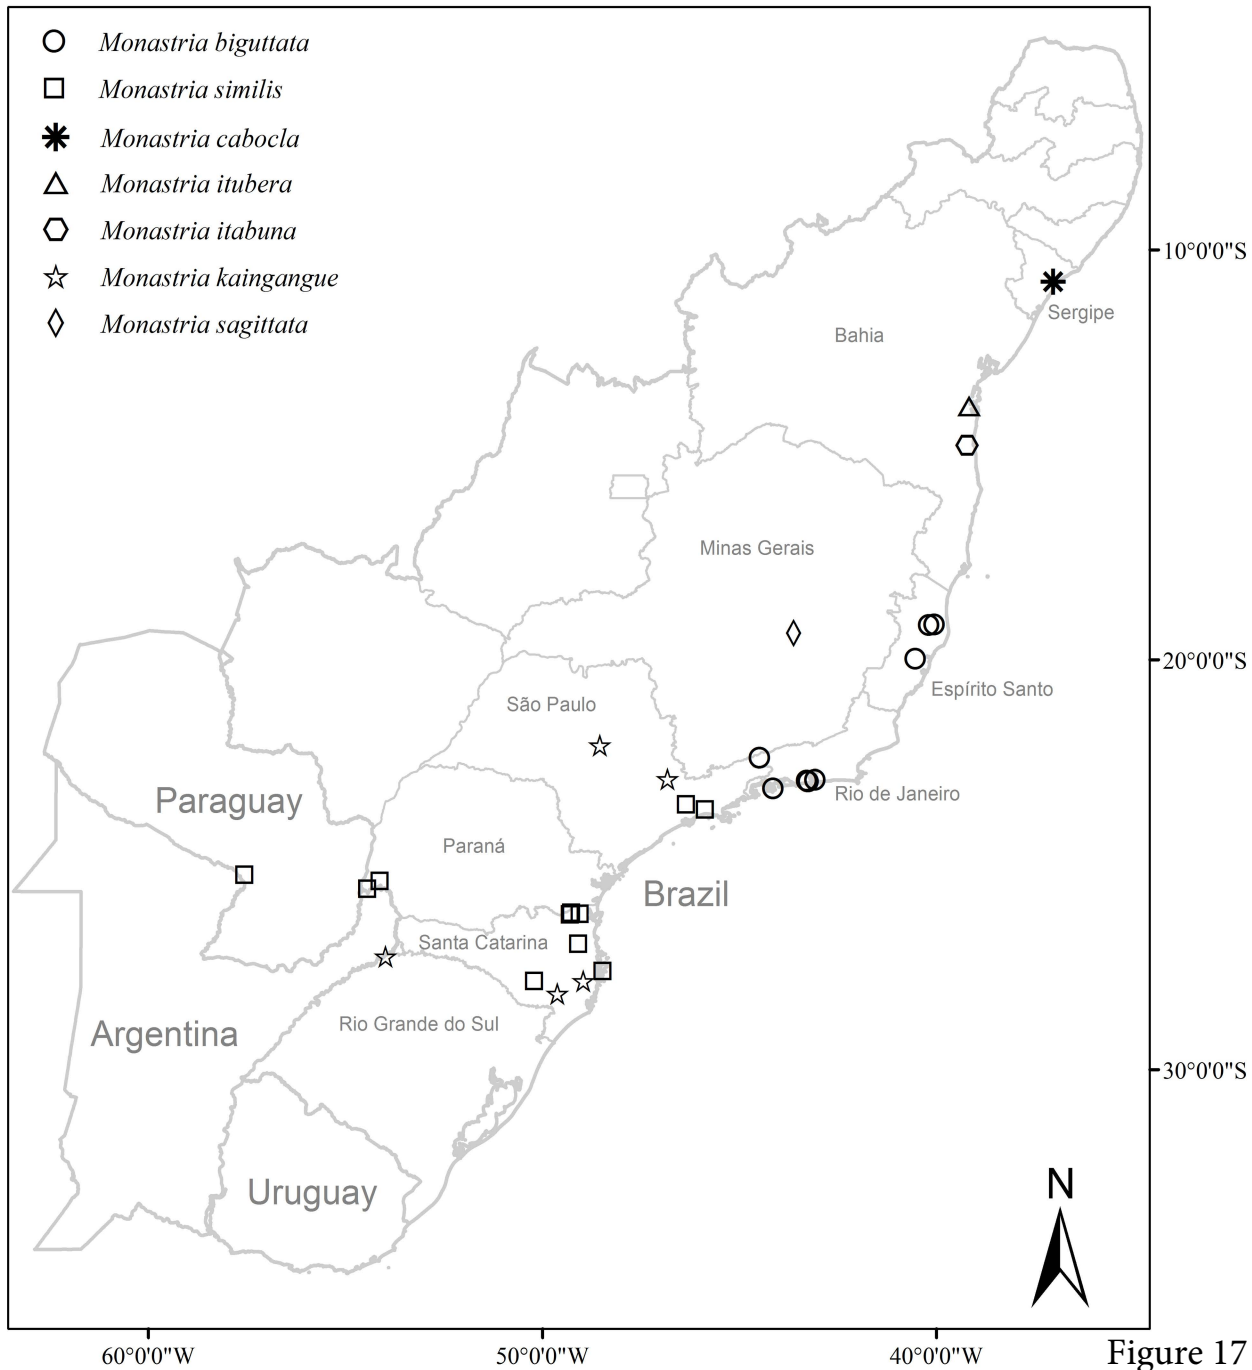 Monastria biguttata
Monastria similis
Monastria cabocla
Monastria itubera
Monastria itabuna
Monastria kaingangue
Monastria sagittata
10°0'0"S
Sergipe
Bahia
Minas Gerais
20°0'0"S
Espírito Santo
São Paulo
Rio de Janeiro
Paraguay
Paraná
Brazil
Santa Catarina
Rio Grande do Sul
Argentina
30°0'0"S
N
Uruguay
60°0'0"W
50°0'0"W
40°0'0"W
Figure 17